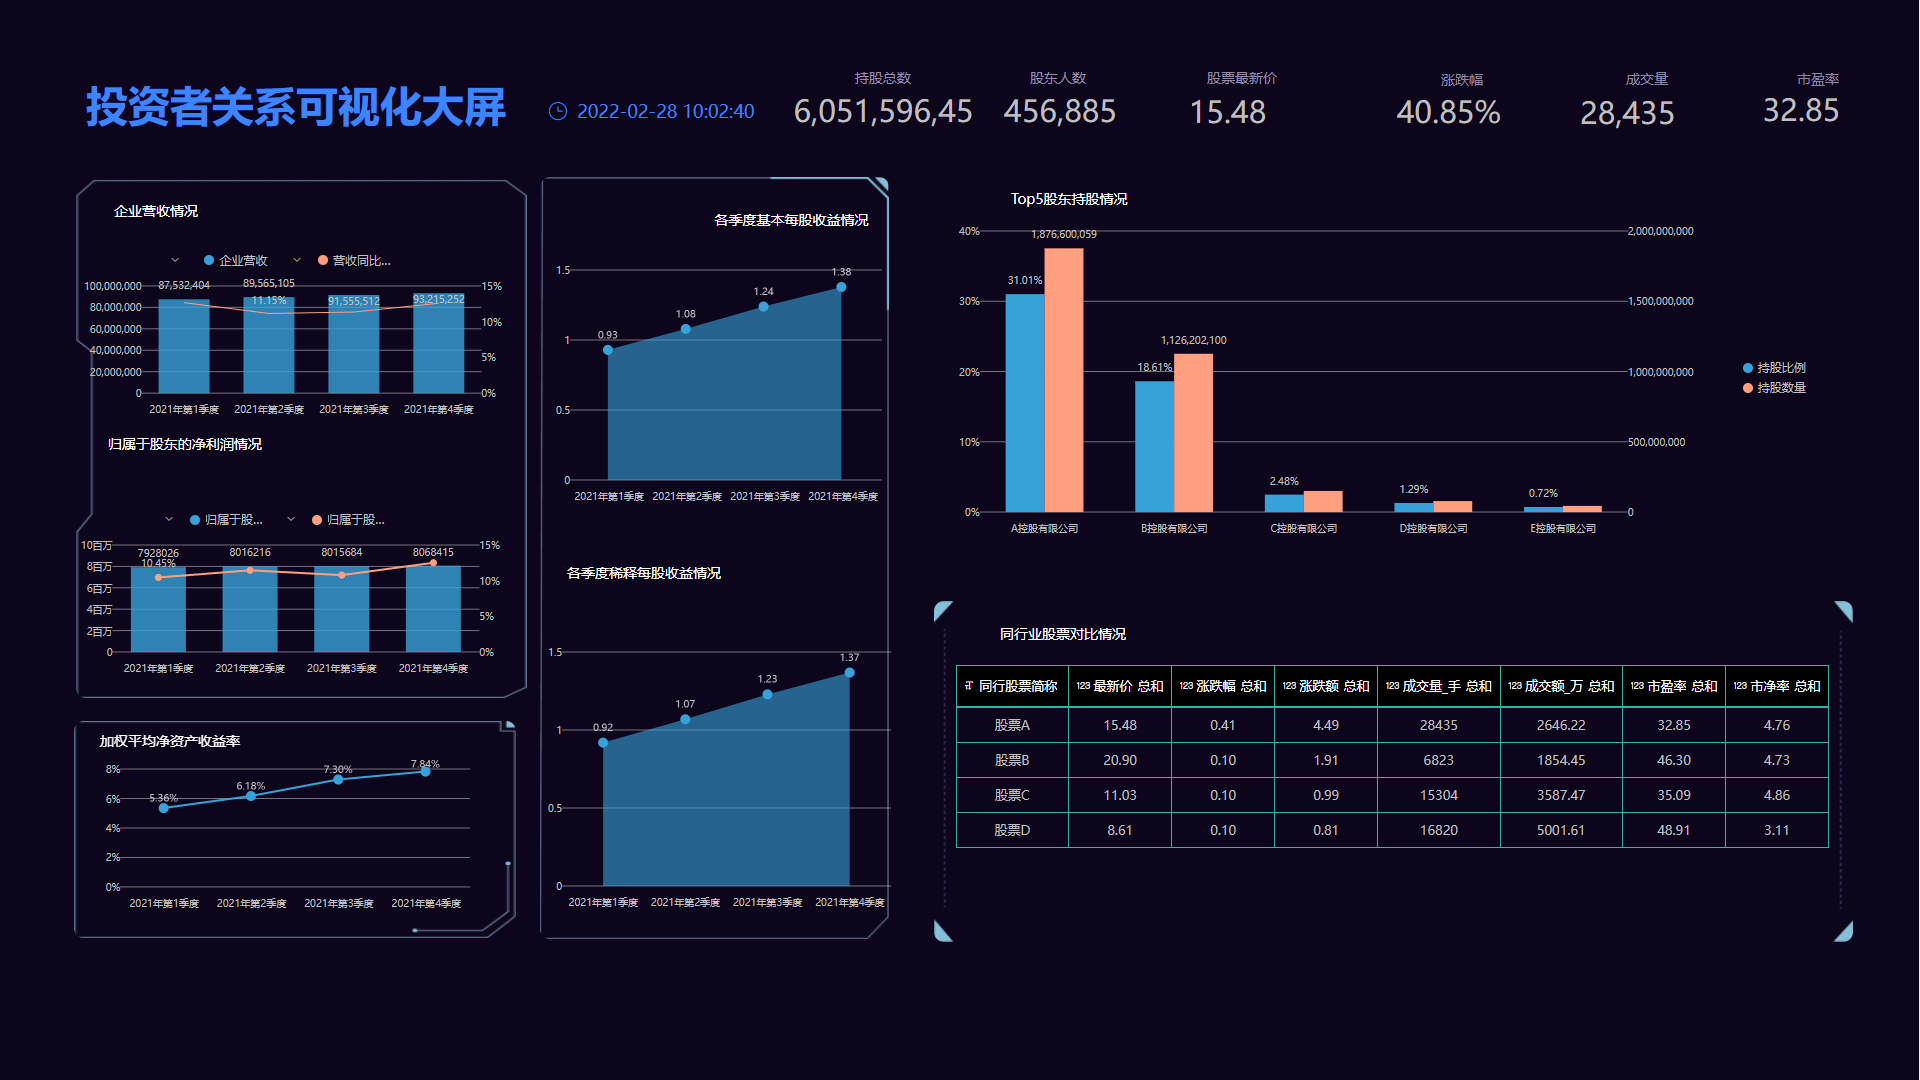 投资者关系可视化大屏
2022-02-28 10:02:40
持股总数
6,051,596,45
股东人数
456,885
股票最新价
15.48
涨跌幅
40.85%
成交量
28,435
市盈率
32.85
企业营收情况
企业营收 营收同比...
100,000,000
80,000,000
60,000,000
40,000,000
20,000,000
0
87,532,404
89,565,105
11.15%
91,555,512
93,215,252
15%
10%
5%
0%
2021年第1季度 2021年第2季度 2021年第3季度 2021年第4季度
归属于股东的净利润情况
归属于股... 归属于股...
10百万
8百万
6百万
4百万
2百万
0
7928026
10.45%
8016216
8015684
8068415
15%
10%
5%
0%
2021年第1季度 2021年第2季度 2021年第3季度 2021年第4季度
加权平均净资产收益率
8%
6%
4%
2%
0%
5.36%
6.18%
7.30%
7.84%
2021年第1季度 2021年第2季度 2021年第3季度 2021年第4季度
各季度基本每股收益情况
1.5
1
0.5
0
0.93
1.08
1.24
1.38
2021年第1季度 2021年第2季度 2021年第3季度 2021年第4季度
各季度稀释每股收益情况
1.5
1
0.5
0
0.92
1.07
1.23
1.37
2021年第1季度 2021年第2季度 2021年第3季度 2021年第4季度
Top5股东持股情况
40%
30%
20%
10%
0%
31.01%
1,876,600,059
18.61%
1,126,202,100
2.48%
1.29%
0.72%
2,000,000,000
1,500,000,000
1,000,000,000
500,000,000
0
A控股有限公司 B控股有限公司 C控股有限公司 D控股有限公司 E控股有限公司
持股比例
持股数量
同行业股票对比情况
同行股票简称 123 最新价 总和 123 涨跌幅 总和 123 涨跌额 总和 123 成交量_手 总和 123 成交额_万 总和 123 市盈率 总和 123 市净率 总和
股票A 15.48 0.41 4.49 28435 2646.22 32.85 4.76
股票B 20.90 0.10 1.91 6823 1854.45 46.30 4.73
股票C 11.03 0.10 0.99 15304 3587.47 35.09 4.86
股票D 8.61 0.10 0.81 16820 5001.61 48.91 3.11